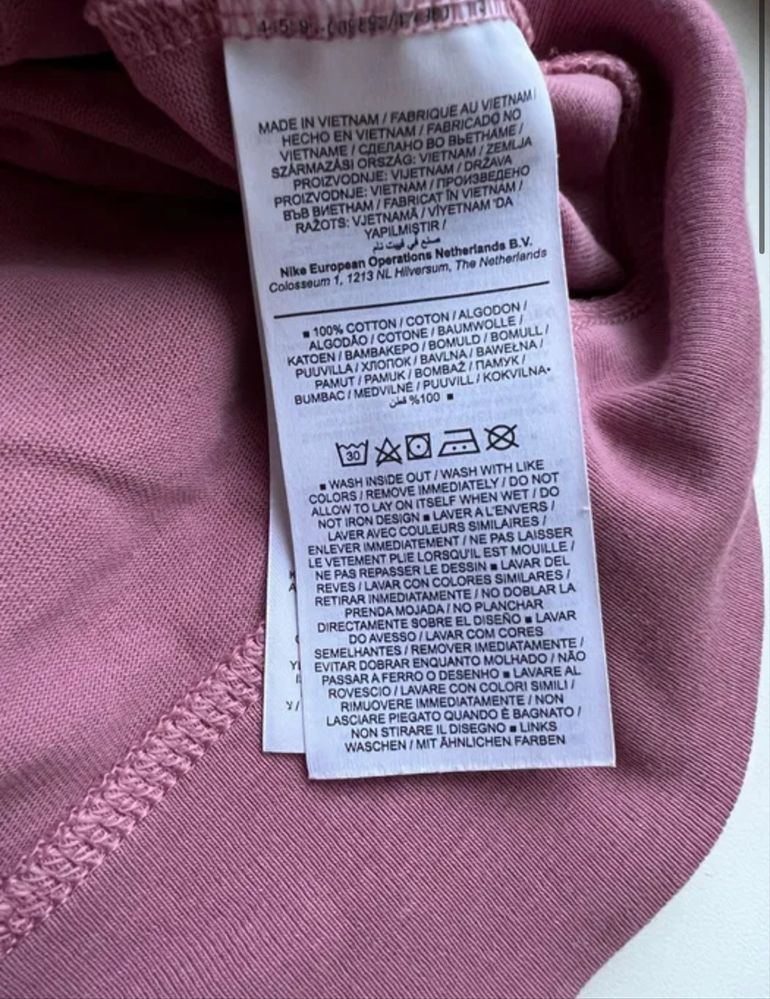 MADE IN VIETNAM / FABRIQUE AU VIETNAM /
HECHO EN VIETNAM / FABRICADO NO
VIETNAME / СДЕЛАНО ВО ВЬЕТНАМЕ /
SZÁRMAZÁSI ORSZÁG: VIETNAM / ZEMLJA
PROIZVODNJE: VIJETNAM / DRŽAVA
PROIZVODNJE: VIETNAM / ПРОИЗВЕДЕНО
ВЪВ ВИЕТНАМ / FABRICAT ÎN VIETNAM /
RAŽOTS: VJETNAMĀ / VİYETNAM 'DA
YAPILMIŞTIR /
صنع في فييت نام
Nike European Operations Netherlands B.V.
Colosseum 1, 1213 NL Hilversum, The Netherlands
■ 100% COTTON / COTON / ALGODON /
ALGODÃO / COTONE / BAUMWOLLE /
KATOEN / ΒΑΜΒΑΚΕΡΟ / BOMULD / BOMULL /
PUUVILLA / ХЛОПОК / BAVLNA / BAWEŁNA /
PAMUT / PAMUK / BOMBAŽ / ПАМУК /
BUMBAC / MEDVILNĖ / PUUVILL / KOKVILNA•
100% قطن ■
30
■ WASH INSIDE OUT / WASH WITH LIKE
COLORS / REMOVE IMMEDIATELY / DO NOT
ALLOW TO LAY ON ITSELF WHEN WET / DO
NOT IRON DESIGN ■ LAVER A L'ENVERS /
LAVER AVEC COULEURS SIMILAIRES /
ENLEVER IMMEDIATEMENT / NE PAS LAISSER
LE VETEMENT PLIE LORSQU'IL EST MOUILLE /
NE PAS REPASSER LE DESSIN ■ LAVAR DEL
REVES / LAVAR CON COLORES SIMILARES /
RETIRAR INMEDIATAMENTE / NO DOBLAR LA
PRENDA MOJADA / NO PLANCHAR
DIRECTAMENTE SOBRE EL DISEÑO ■ LAVAR
DO AVESSO / LAVAR COM CORES
SEMELHANTES / REMOVER IMEDIATAMENTE /
EVITAR DOBRAR ENQUANTO MOLHADO / NÃO
PASSAR A FERRO O DESENHO ■ LAVARE AL
ROVESCIO / LAVARE CON COLORI SIMILI /
RIMUOVERE IMMEDIATAMENTE / NON
LASCIARE PIEGATO QUANDO È BAGNATO /
NON STIRARE IL DISEGNO ■ LINKS
WASCHEN / MIT ÄHNLICHEN FARBEN